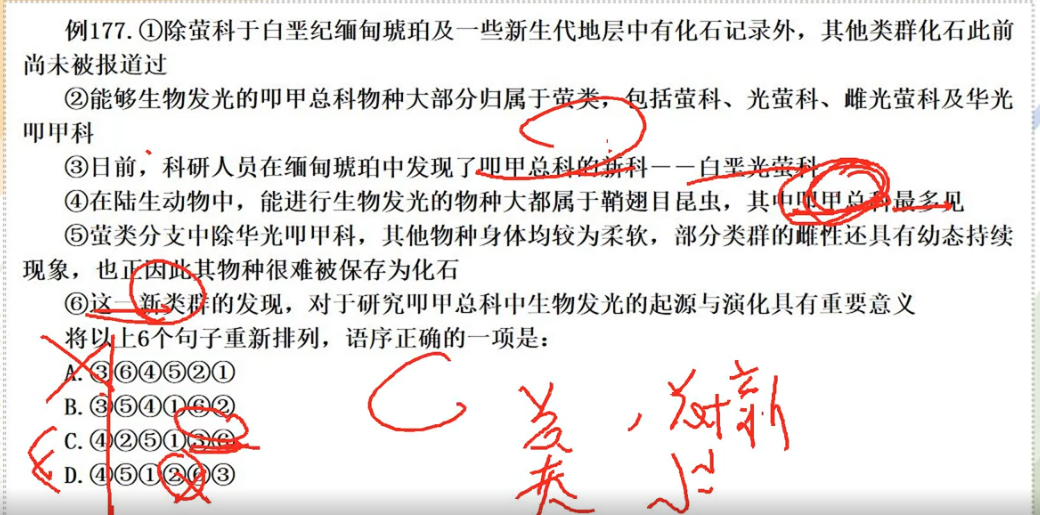 例177.①除萤科于白垩纪缅甸琥珀及一些新生代地层中有化石记录外，其他类群化石此前
尚未被报道过
②能够生物发光的叩甲总科物种大部分归属于萤类，包括萤科、光萤科、雌光萤科及华光
叩甲科
③日前，科研人员在缅甸琥珀中发现了叩甲总科的新科——白垩光萤科
④在陆生动物中，能进行生物发光的物种大都属于鞘翅目昆虫，其中叩甲总科最多见
⑤萤类分支中除华光叩甲科，其他物种身体均较为柔软，部分类群的雌性还具有幼态持续
现象，也正因此其物种很难被保存为化石
⑥这一新类群的发现，对于研究叩甲总科中生物发光的起源与演化具有重要意义
将以上6个句子重新排列，语序正确的一项是：
A.③⑥④⑤②①
B.③⑤④①⑥②
C.④②⑤①③⑥
D.④⑤①②⑥③